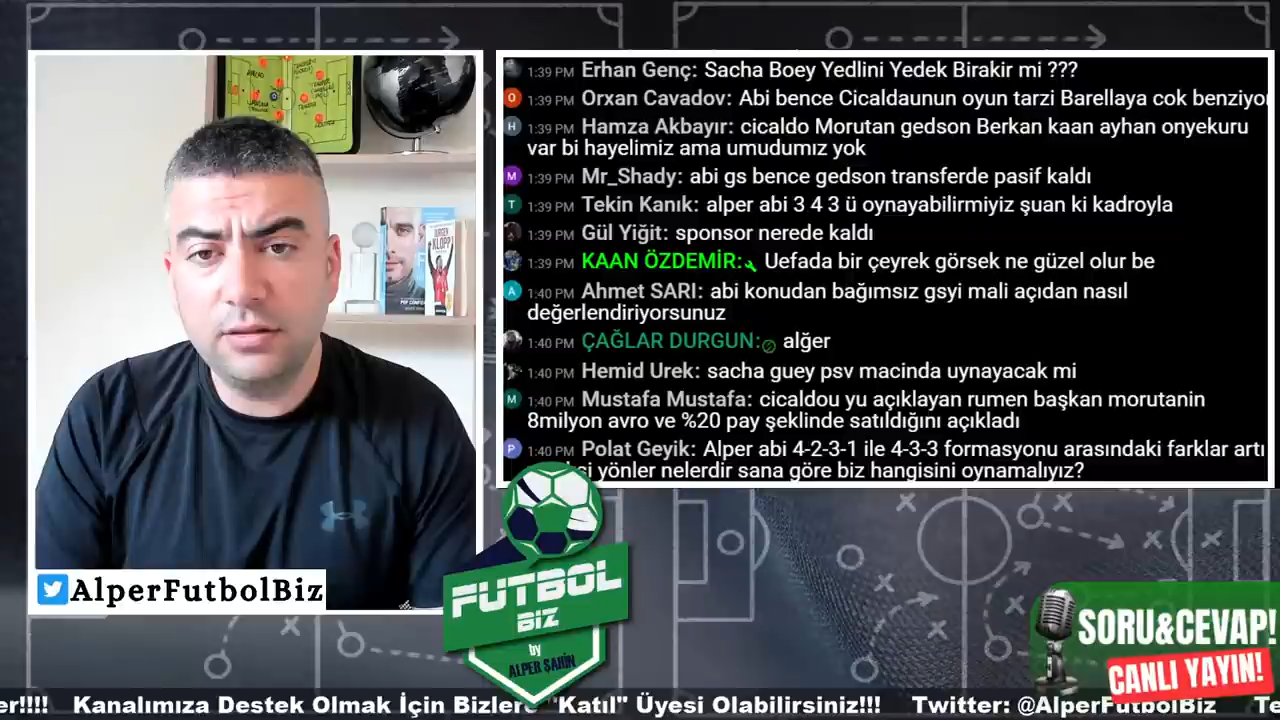 1:39 PM Erhan Genç: Sacha Boey Yedlini Yedek Birakir mi ???
O 1:39 PM Orxan Cavadov: Abi bence Cicaldaunun oyun tarzi Barellaya cok benziyo
H 1:39 PM Hamza Akbayır: cicaldo Morutan gedson Berkan kaan ayhan onyekuru
var bi hayelimiz ama umudumız yok
M 1:39 PM Mr_Shady: abi gs bence gedson transferde pasif kaldı
T 1:39 PM Tekin Kanık: alper abi 3 4 3 ü oynayabilirmiyiz şuan ki kadroyla
1:39 PM Gül Yiğit: sponsor nerede kaldı
1:39 PM KAAN ÖZDEMİR: Uefada bir çeyrek görsek ne güzel olur be
A 1:40 PM Ahmet SARI: abi konudan bağımsız gsyi mali açıdan nasıl
değerlendiriyorsunuz
1:40 PM ÇAĞLAR DURGUN: alğer
1:40 PM Hemid Urek: sacha guey psv macinda uynayacak mi
M 1:40 PM Mustafa Mustafa: cicaldou yu açıklayan rumen başkan morutanin
8milyon avro ve %20 pay şeklinde satıldığını açıkladı
P 1:40 PM Polat Geyik: Alper abi 4-2-3-1 ile 4-3-3 formasyonu arasındaki farklar artı
si yönler nelerdir sana göre biz hangisini oynamalıyız?
JURGEN
KLOPP
AlperFutbolBiz
FUTBOL
BIZ
by
ALPER ŞAHİN
SORU&CEVAP!
CANLI YAYIN!
er!!!! Kanalımıza Destek Olmak İçin Bizlere "Katıl" Üyesi Olabilirsiniz!!! Twitter: @AlperFutbolBiz Te